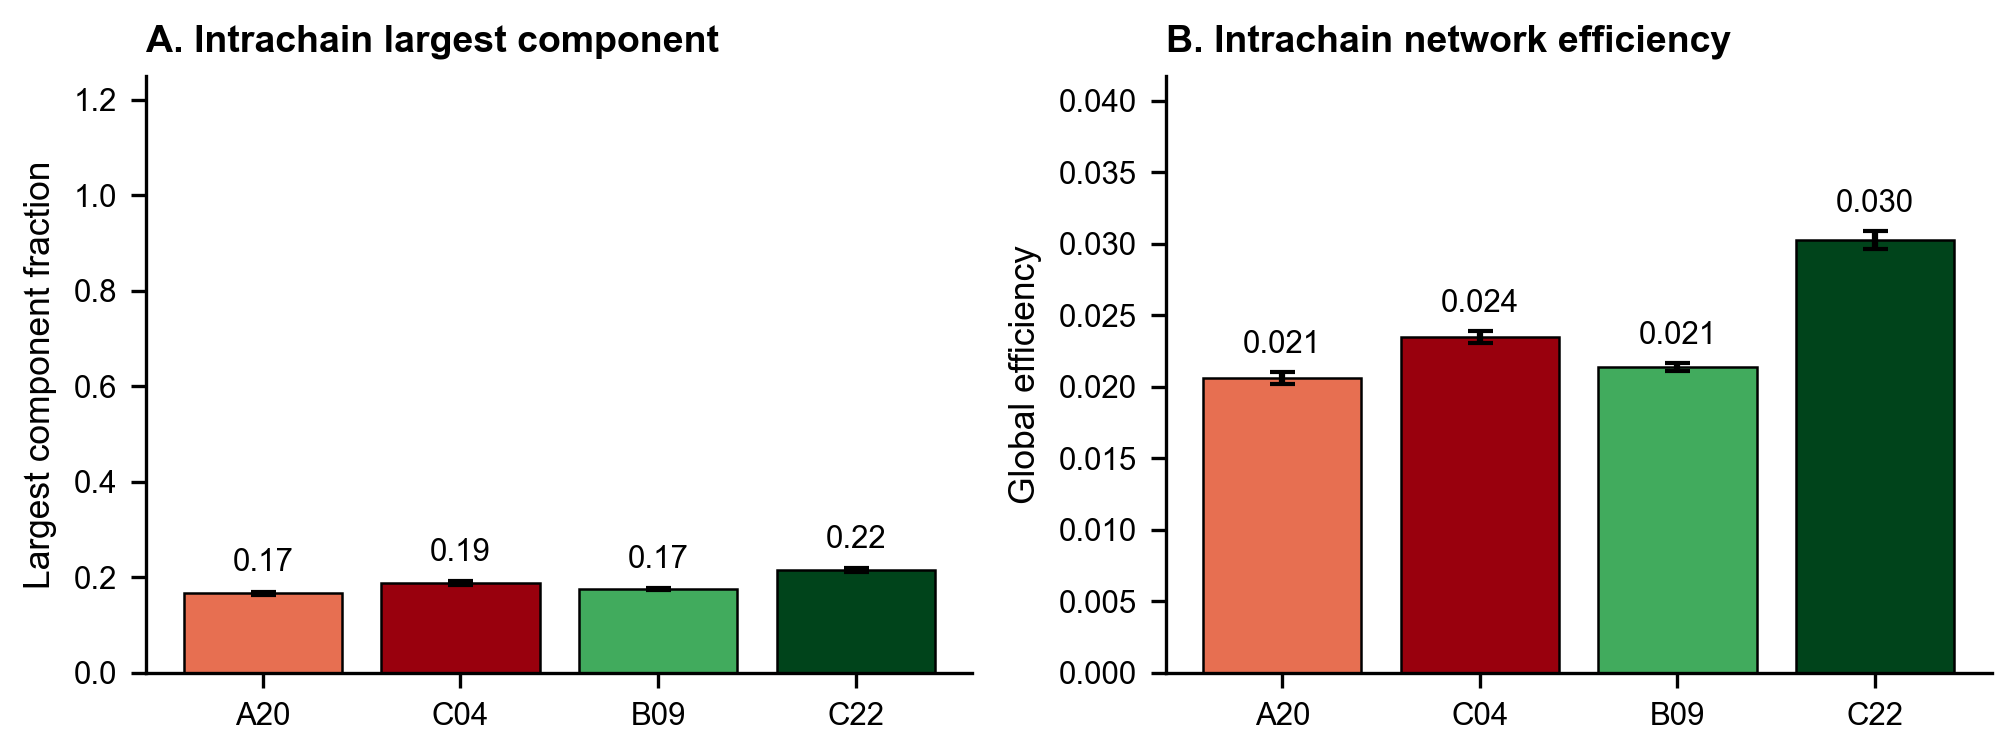 A. Intrachain largest component
Largest component fraction
1.2
1.0
0.8
0.6
0.4
0.2
0.0
0.17
0.19
0.17
0.22
A20
C04
B09
C22
B. Intrachain network efficiency
Global efficiency
0.040
0.035
0.030
0.025
0.020
0.015
0.010
0.005
0.000
0.021
0.024
0.021
0.030
A20
C04
B09
C22